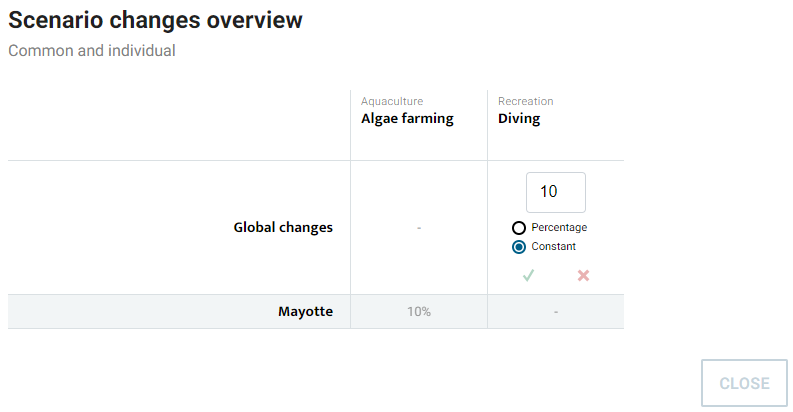 Scenario changes overview
Common and individual
Aquaculture
Algae farming
Recreation
Diving
Global changes
-
10
Percentage
Constant
Mayotte
10%
-
CLOSE